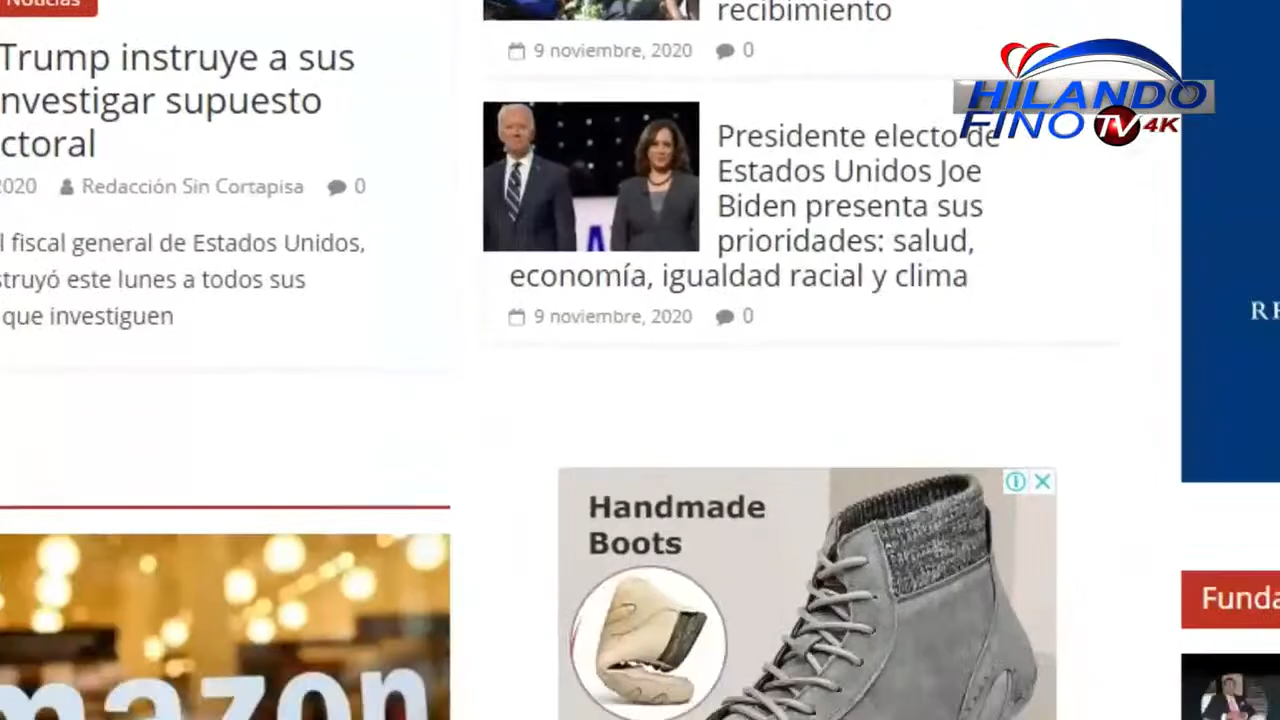 Noticias
Trump instruye a sus
nvestigar supuesto
ctoral
2020 Redacción Sin Cortapisa 0
l fiscal general de Estados Unidos,
struyó este lunes a todos sus
que investiguen
mazon
recibimiento
9 noviembre, 2020 0
Presidente electo de
Estados Unidos Joe
Biden presenta sus
prioridades: salud,
economía, igualdad racial y clima
9 noviembre, 2020 0
Handmade
Boots
HILANDO
FINO TV 4K
RE
Funda